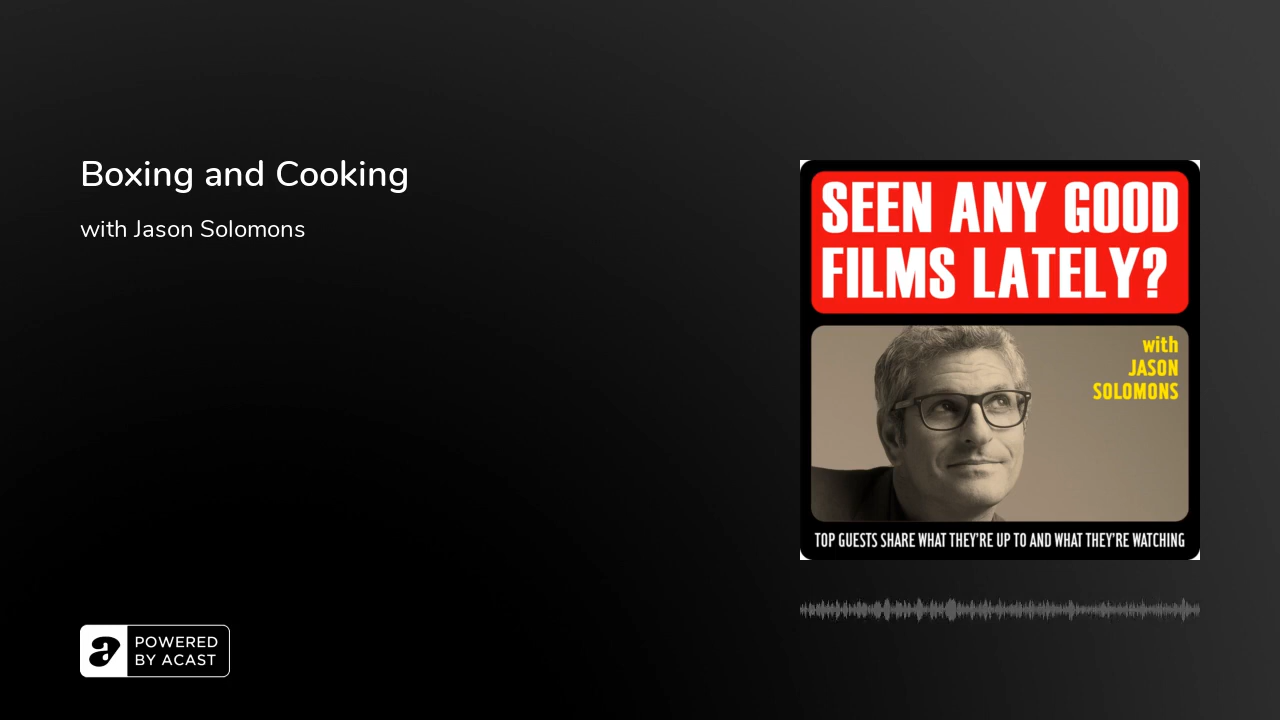 Boxing and Cooking
with Jason Solomons
SEEN ANY GOOD
FILMS LATELY?
with
JASON
SOLOMONS
TOP GUESTS SHARE WHAT THEY'RE UP TO AND WHAT THEY'RE WATCHING
a
POWERED
BY ACAST